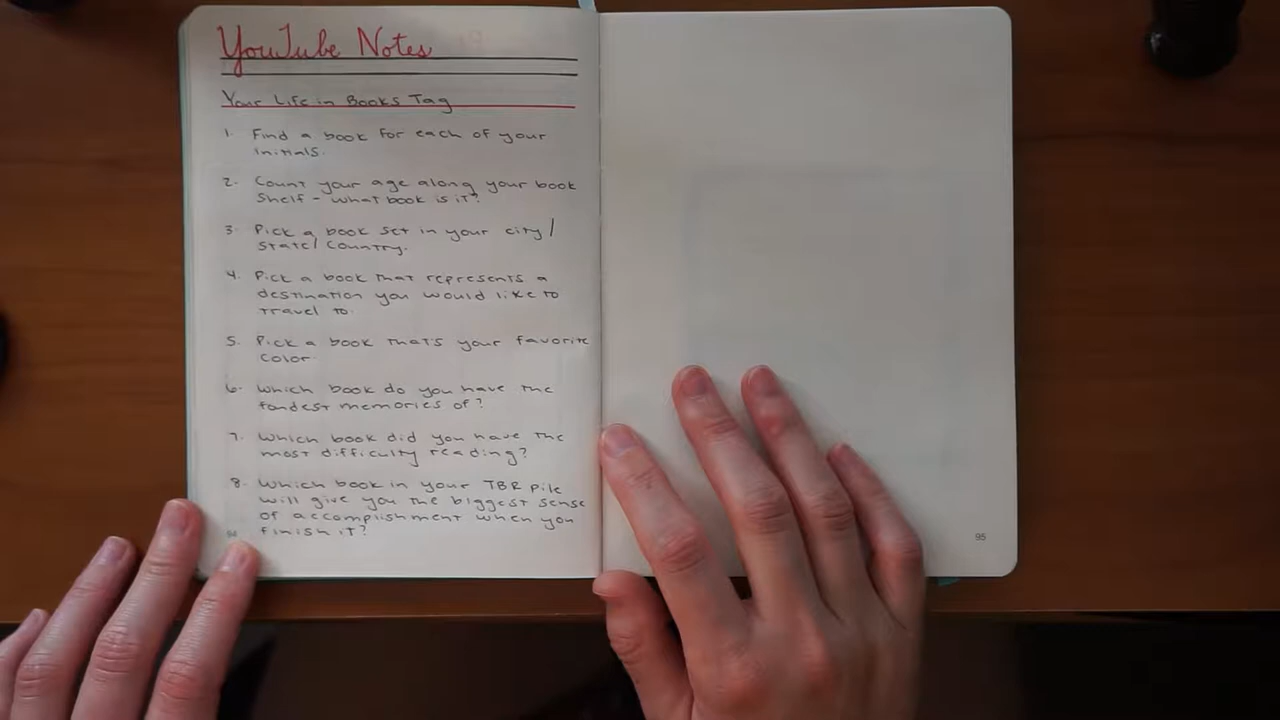 YouTube Notes
Your Life in Books Tag
1. Find a book for each of your
initials.
2. Count your age along your book
shelf - what book is it?
3. Pick a book set in your city/
state/country.
4. Pick a book that represents a
destination you would like to
travel to.
5. Pick a book that's your favorite
color.
6. Which book do you have the
fondest memories of?
7. Which book did you have the
most difficulty reading?
8. Which book in your TBR pile
will give you the biggest sense
of accomplishment when you
finish it?
94
95